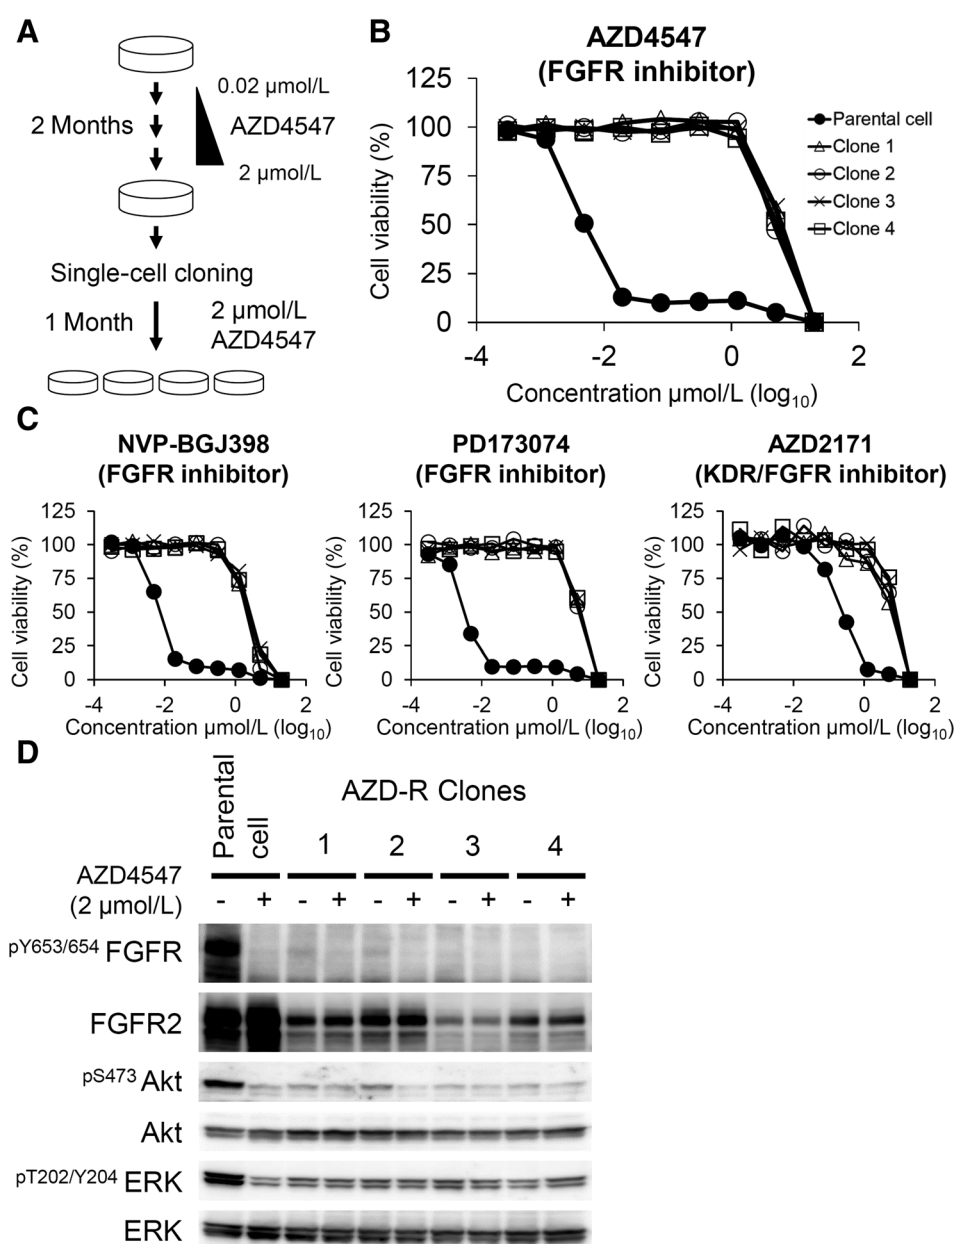 A
0.02 µmol/L
2 Months
AZD4547
2 µmol/L
Single-cell cloning
1 Month
2 µmol/L
AZD4547
B
AZD4547
(FGFR inhibitor)
125
100
75
50
25
0
Cell viability (%)
-4
-2
0
2
Concentration µmol/L (log10)
Parental cell
Clone 1
Clone 2
Clone 3
Clone 4
C
NVP-BGJ398
(FGFR inhibitor)
125
100
75
50
25
0
Cell viability (%)
-4
-2
0
2
Concentration µmol/L (log10)
PD173074
(FGFR inhibitor)
125
100
75
50
25
0
Cell viability (%)
-4
-2
0
2
Concentration µmol/L (log10)
AZD2171
(KDR/FGFR inhibitor)
125
100
75
50
25
0
Cell viability (%)
-4
-2
0
2
Concentration µmol/L (log10)
D
Parental
cell
AZD-R Clones
1 2 3 4
AZD4547
(2 µmol/L)
- + - + - + - + - +
pY653/654 FGFR
FGFR2
pS473 Akt
Akt
pT202/Y204 ERK
ERK